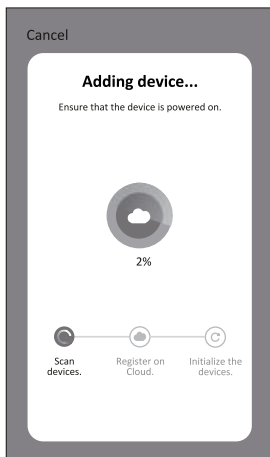 Cancel
Adding device...
Ensure that the device is powered on.
2%
Scan
devices.
Register on
Cloud.
Initialize the
devices.